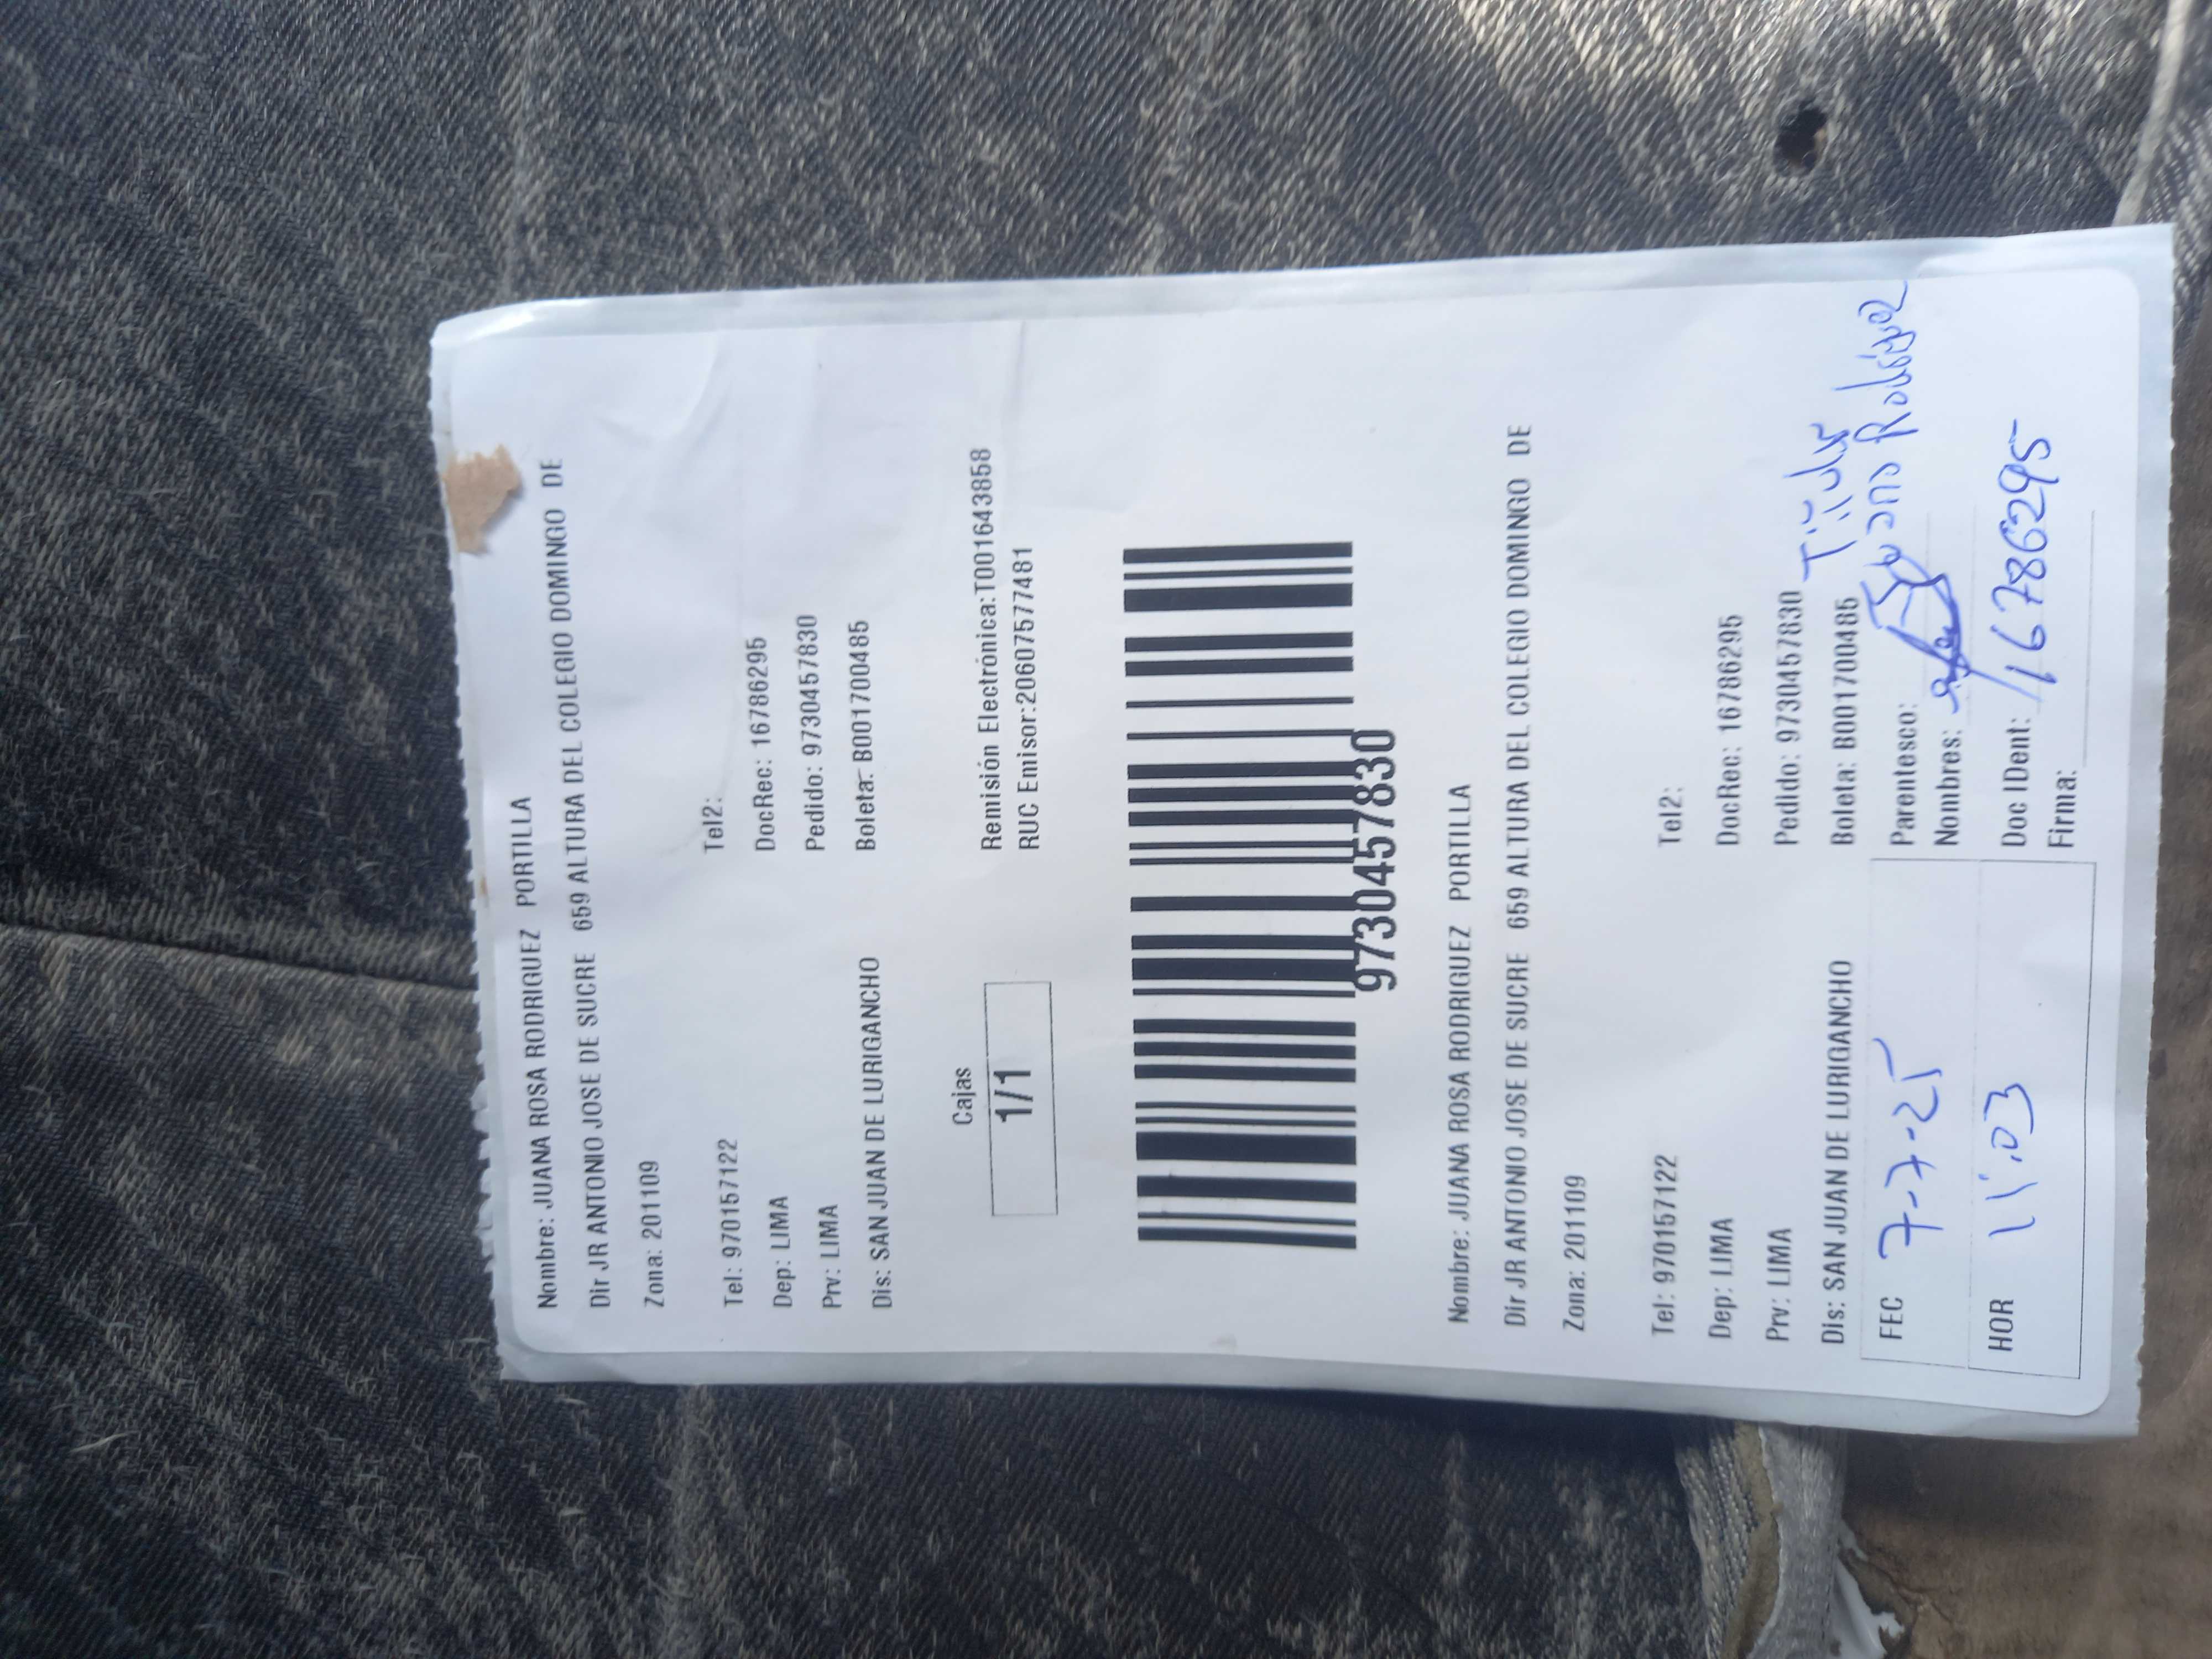 Nombre: JUANA ROSA RODRIGUEZ PORTILLA
Dir JR ANTONIO JOSE DE SUCRE 659 ALTURA DEL COLEGIO DOMINGO DE
Zona: 201109
Tel: 970157122 Tel2:
Dep: LIMA DocRec: 16786295
Prv: LIMA Pedido: 9730457830
Dis: SAN JUAN DE LURIGANCHO Boleta: B001700485
Cajas
1/1
Remisión Electrónica:T001643858
RUC Emisor:20607577481
9730457830
Nombre: JUANA ROSA RODRIGUEZ PORTILLA
Dir JR ANTONIO JOSE DE SUCRE 659 ALTURA DEL COLEGIO DOMINGO DE
Zona: 201109
Tel: 970157122 Tel2:
Dep: LIMA DocRec: 16786295
Prv: LIMA Pedido: 9730457830
Dis: SAN JUAN DE LURIGANCHO Boleta: B001700485
FEC 7-7-25
HOR 11:03
Parentesco: Titular
Nombres: Juana Rodríguez
Doc IDent: 16786295
Firma: